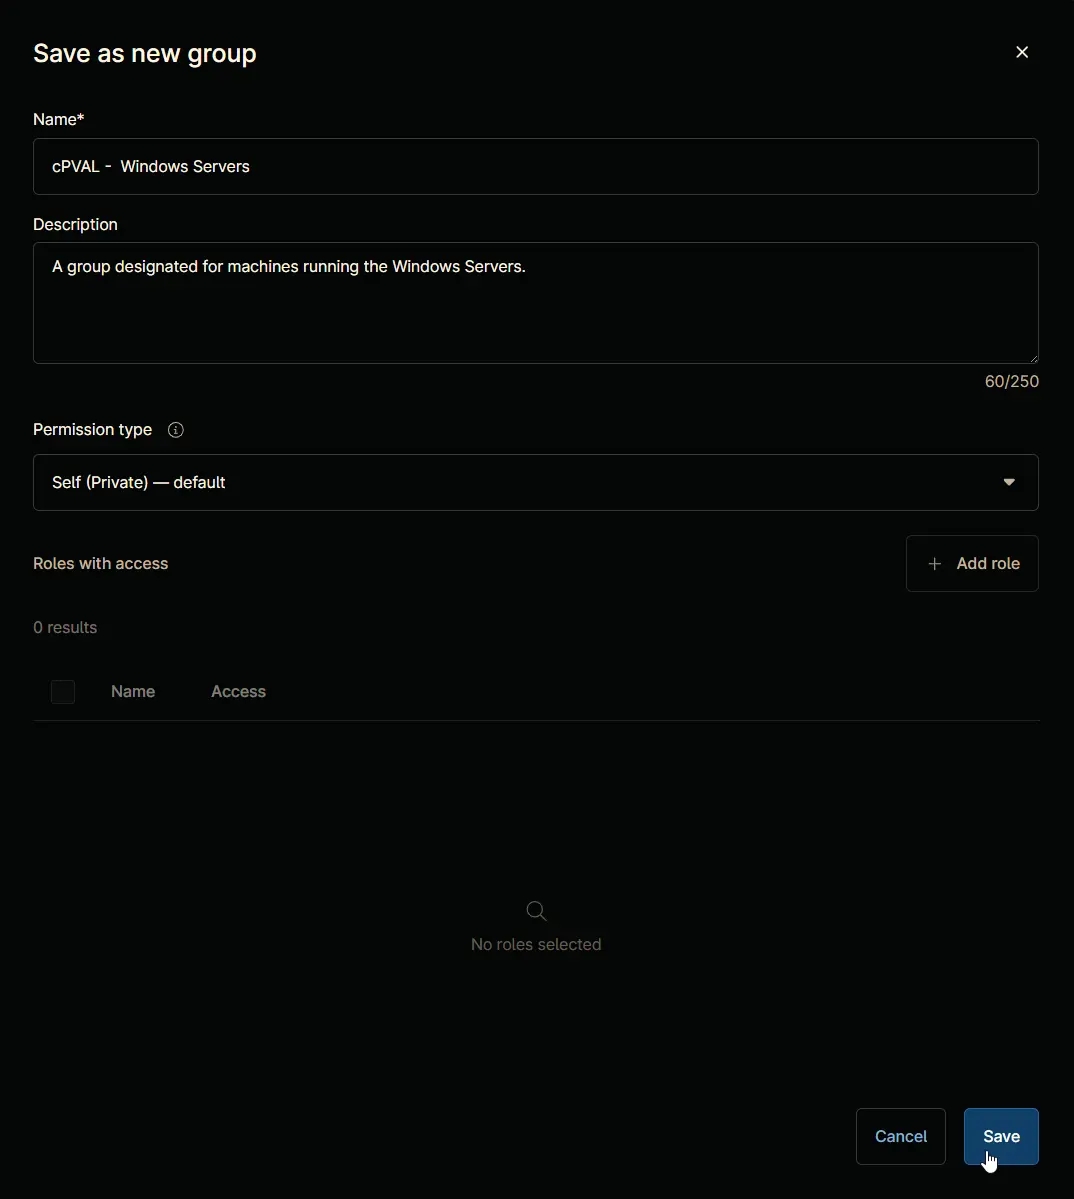 Save as new group
Name*
cPVAL -  Windows Servers
Description
A group designated for machines running the Windows Servers.
60/250
Permission type
Self (Private) — default
Roles with access
Add role
0 results
Name Access
No roles selected
Cancel Save